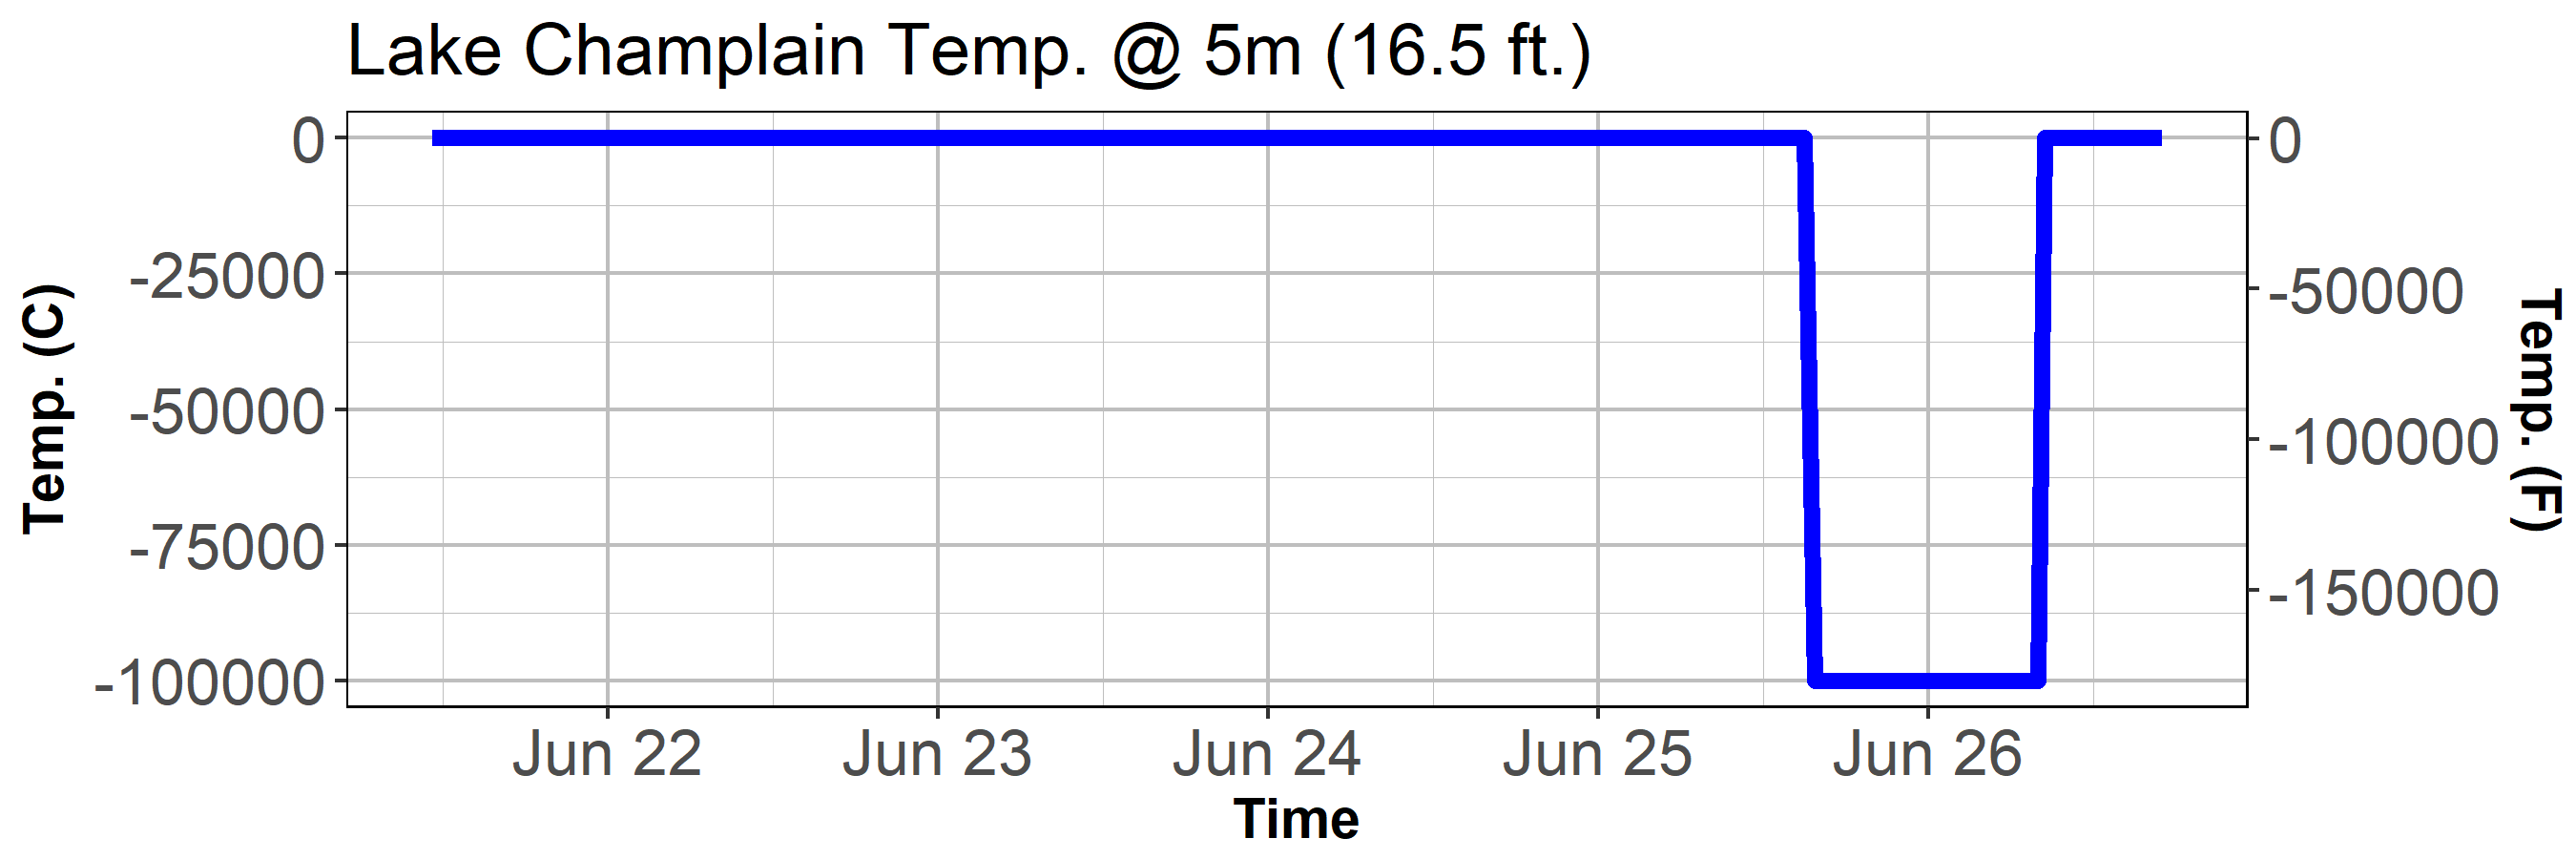 Lake Champlain Temp. @ 5m (16.5 ft.)
Temp. (C)
0
-25000
-50000
-75000
-100000
0
-50000
-100000
-150000
Temp. (F)
Jun 22 Jun 23 Jun 24 Jun 25 Jun 26
Time